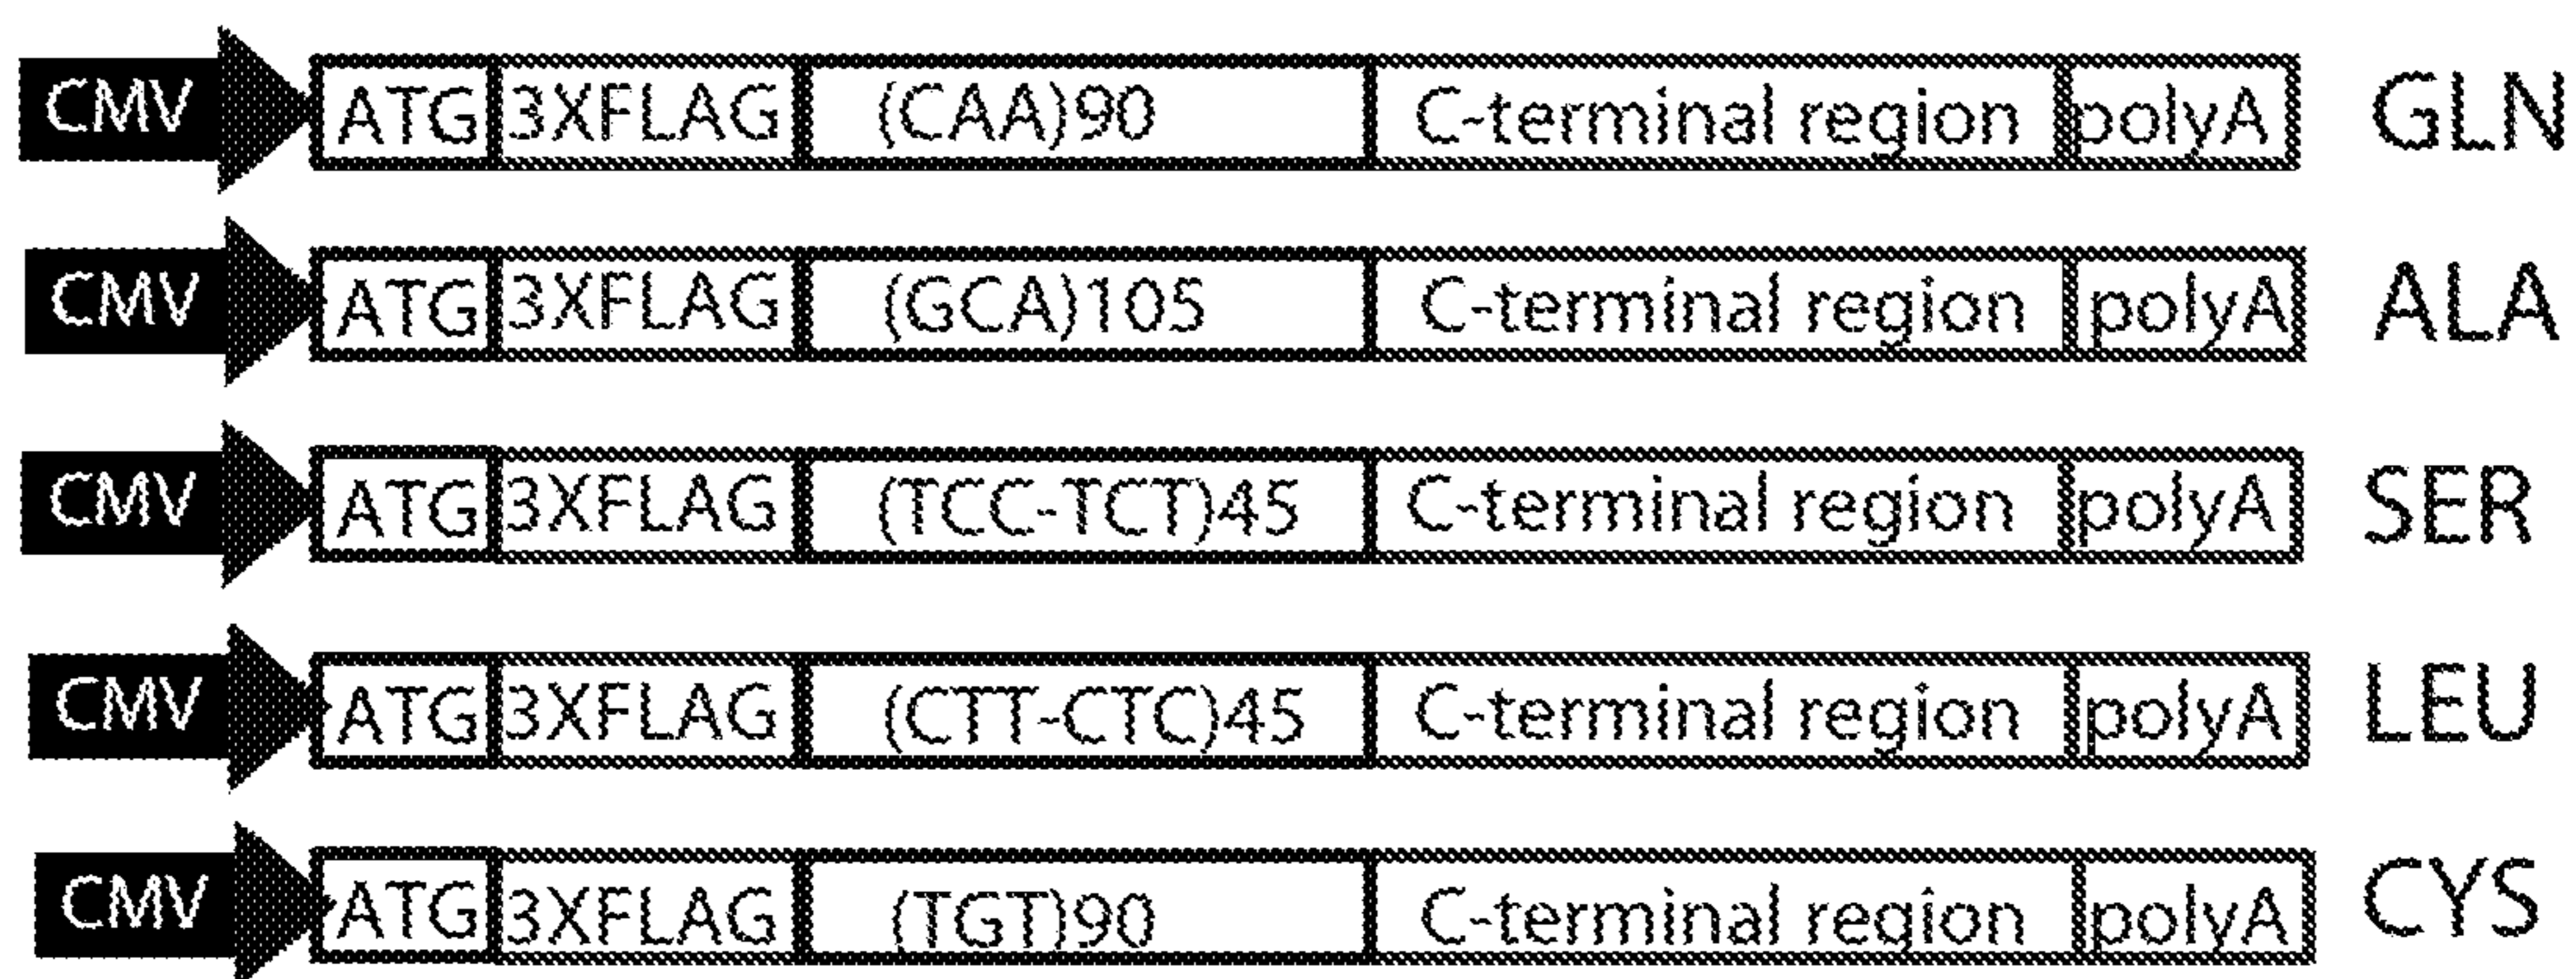 CMV ATG 3XFLAG (CAA)90 C-terminal region polyA GLN
CMV ATG 3XFLAG (GCA)105 C-terminal region polyA ALA
CMV ATG 3XFLAG (TCC-TCT)45 C-terminal region polyA SER
CMV ATG 3XFLAG (CTT-CTC)45 C-terminal region polyA LEU
CMV ATG 3XFLAG (TGT)90 C-terminal region polyA CYS